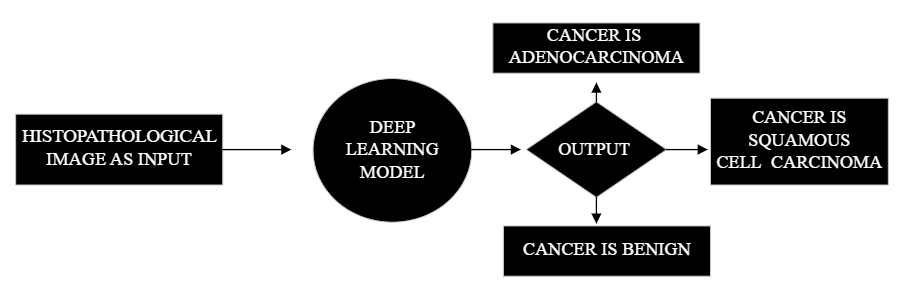 HISTOPATHOLOGICAL
IMAGE AS INPUT
DEEP
LEARNING
MODEL
OUTPUT
CANCER IS
ADENOCARCINOMA
CANCER IS
SQUAMOUS
CELL CARCINOMA
CANCER IS BENIGN